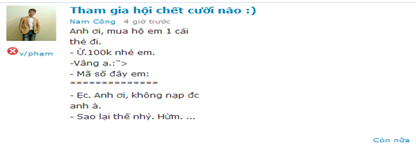 Tham gia hội chết cười nào :)
Nam Công 4 giờ trước
Anh ơi, mua hộ em 1 cái
thẻ đi.
- Ừ.100k nhé em.
-Vâng ạ.:">
- Mã số đây em:
==============
- Ec. Anh ơi, không nạp đc
anh à.
- Sao lại thế nhỷ. Hừm. ...
v/phạm
Còn nữa